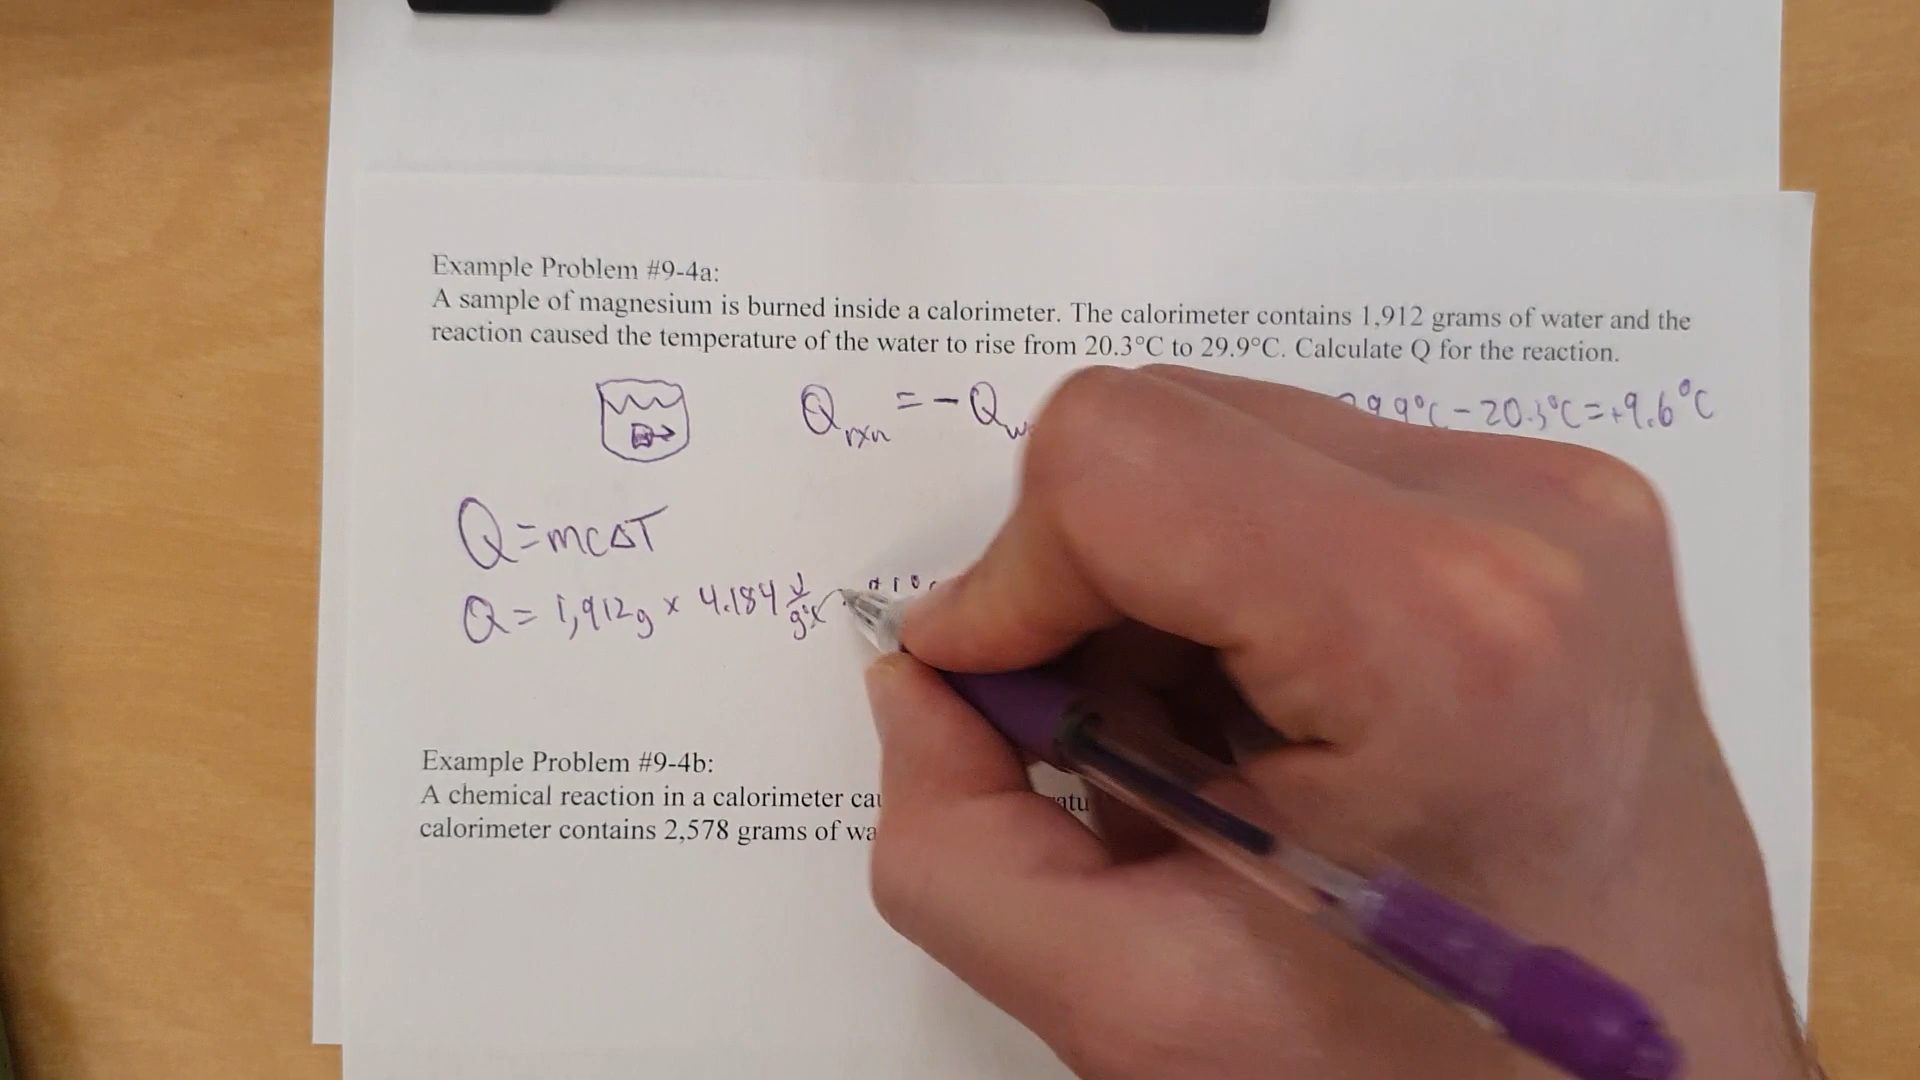 Example Problem #9-4a:
A sample of magnesium is burned inside a calorimeter. The calorimeter contains 1,912 grams of water and the
reaction caused the temperature of the water to rise from 20.3°C to 29.9°C. Calculate Q for the reaction.
Q rxn = -Q 9.9°C - 20.3°C = +9.6°C
Q = mcΔT
Q = 1,912g x 4.184 J/g°C
Example Problem #9-4b:
A chemical reaction in a calorimeter
calorimeter contains 2,578 grams of